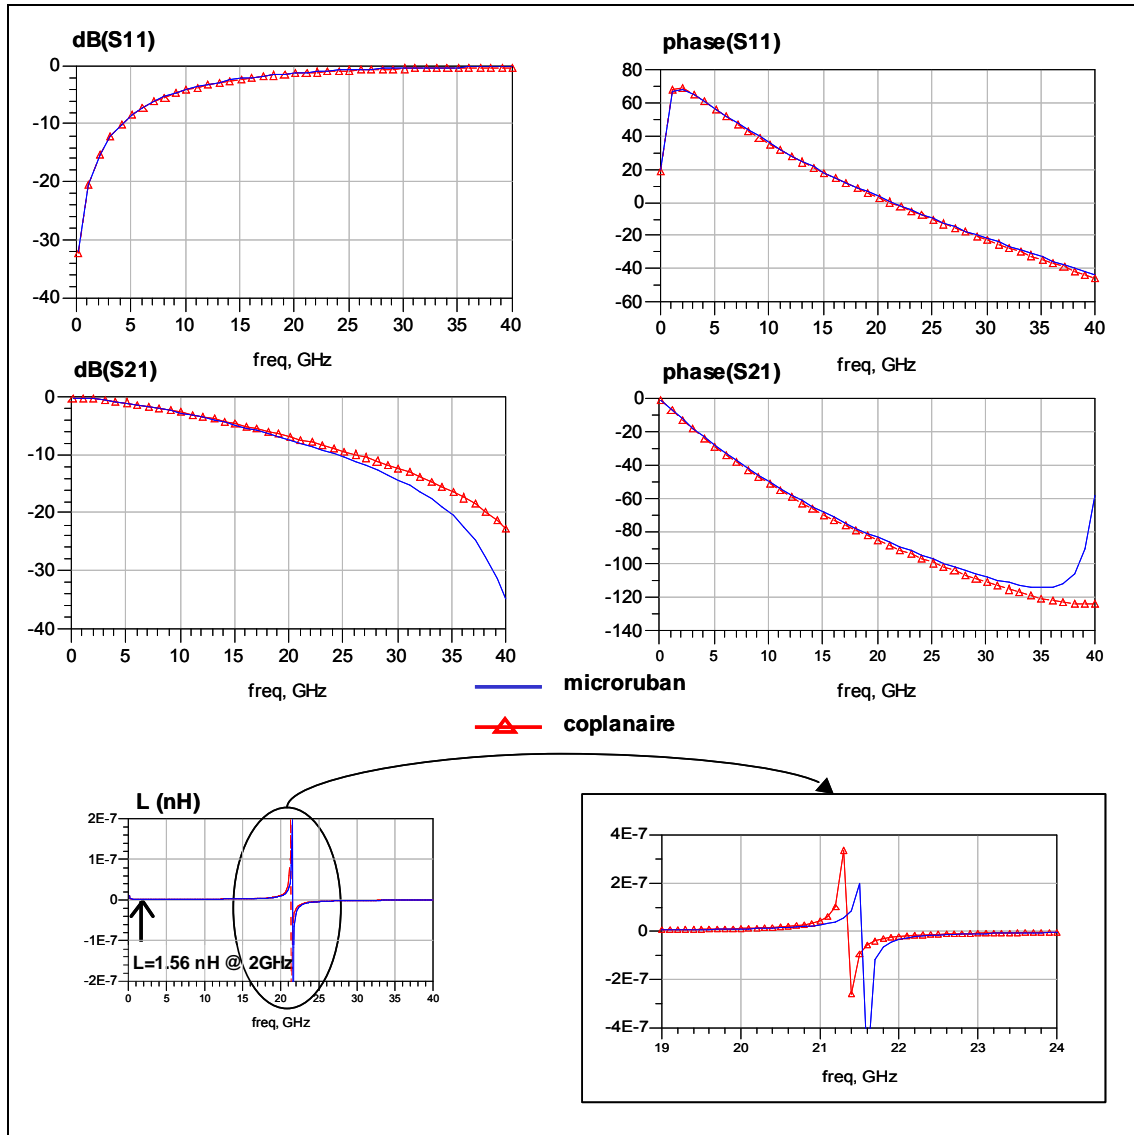 dB(S11)
0
-10
-20
-30
-40
0 5 10 15 20 25 30 35 40
freq, GHz
phase(S11)
80
60
40
20
0
-20
-40
-60
0 5 10 15 20 25 30 35 40
freq, GHz
dB(S21)
0
-10
-20
-30
-40
0 5 10 15 20 25 30 35 40
freq, GHz
phase(S21)
0
-20
-40
-60
-80
-100
-120
-140
0 5 10 15 20 25 30 35 40
freq, GHz
microruban
coplanaire
L (nH)
2E-7
1E-7
0
-1E-7
-2E-7
L=1.56 nH @ 2GHz
0 5 10 15 20 25 30 35 40
freq, GHz
4E-7
2E-7
0
-2E-7
-4E-7
19 20 21 22 23 24
freq, GHz